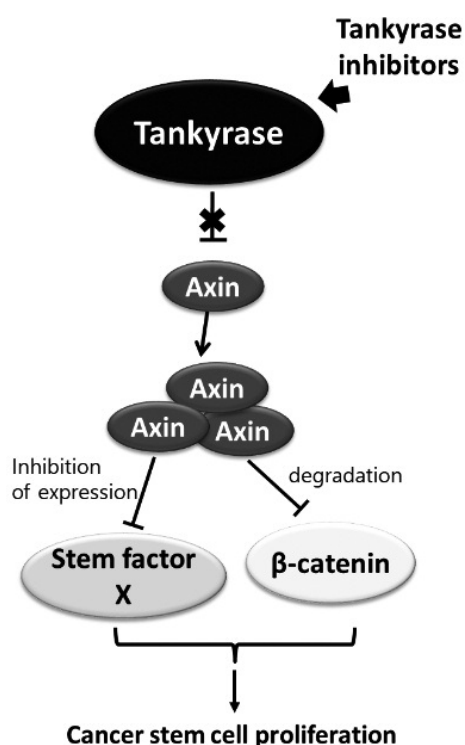 Tankyrase
inhibitors
Tankyrase
Axin
Axin
Axin
Axin
Inhibition
of expression
degradation
Stem factor
X
β-catenin
Cancer stem cell proliferation